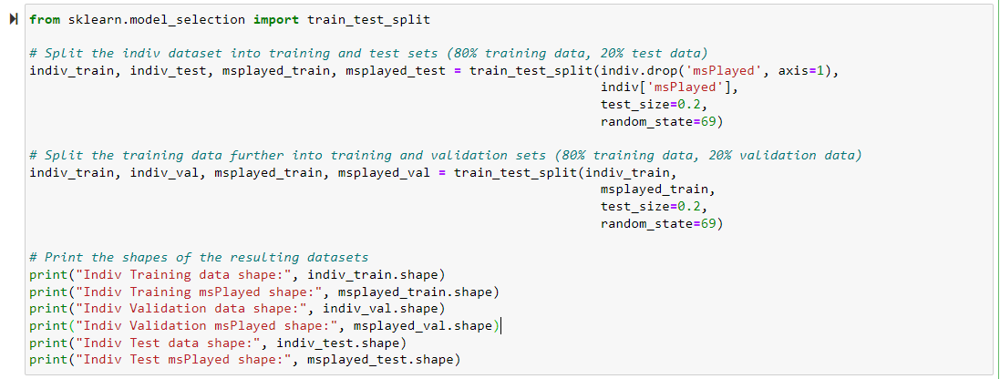 from sklearn.model_selection import train_test_split
# Split the indiv dataset into training and test sets (80% training data, 20% test data)
indiv_train, indiv_test, msplayed_train, msplayed_test = train_test_split(indiv.drop('msPlayed', axis=1),
indiv['msPlayed'],
test_size=0.2,
random_state=69)
# Split the training data further into training and validation sets (80% training data, 20% validation data)
indiv_train, indiv_val, msplayed_train, msplayed_val = train_test_split(indiv_train,
msplayed_train,
test_size=0.2,
random_state=69)
# Print the shapes of the resulting datasets
print("Indiv Training data shape:", indiv_train.shape)
print("Indiv Training msPlayed shape:", msplayed_train.shape)
print("Indiv Validation data shape:", indiv_val.shape)
print("Indiv Validation msPlayed shape:", msplayed_val.shape)
print("Indiv Test data shape:", indiv_test.shape)
print("Indiv Test msPlayed shape:", msplayed_test.shape)